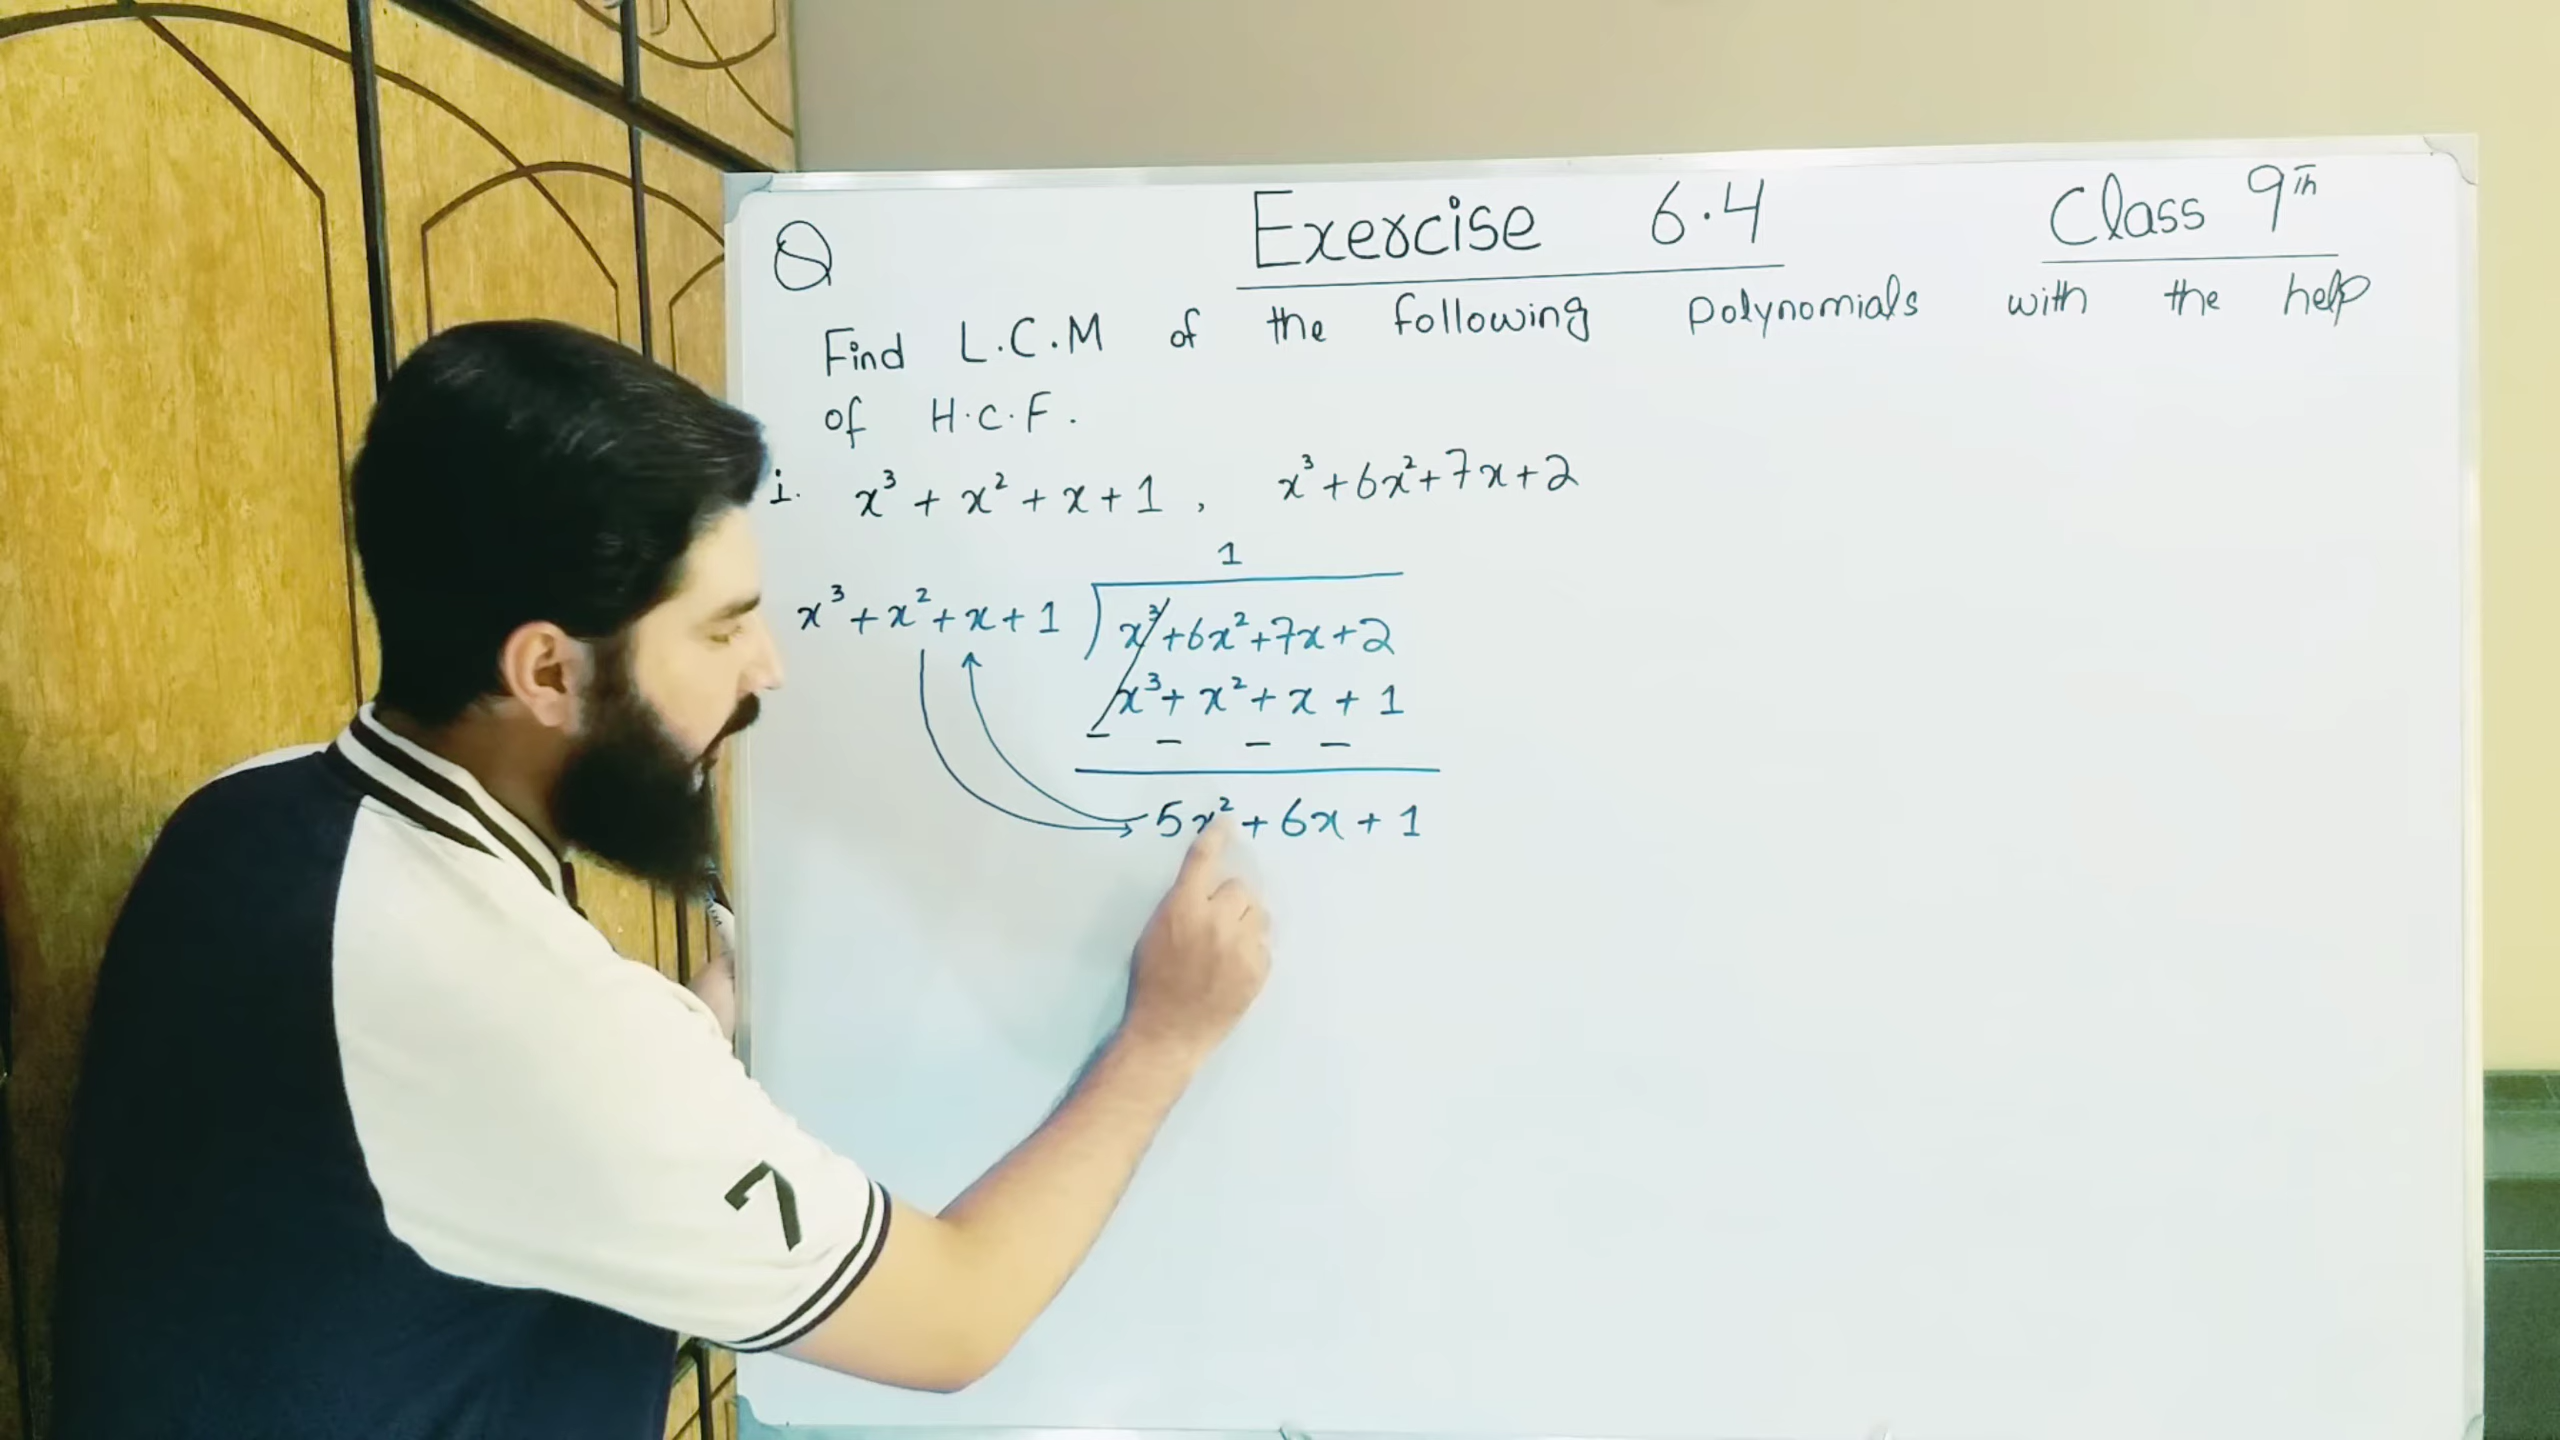 Q
Exercise 6.4
Class 9th
Find L.C.M of the following Polynomials with the help
of H.C.F.
i. x³ + x² + x + 1 , x³ + 6x² + 7x + 2
1
x³ + x² + x + 1 ) x³ + 6x² + 7x + 2
x³ + x² + x + 1
- - - -
5x² + 6x + 1
7